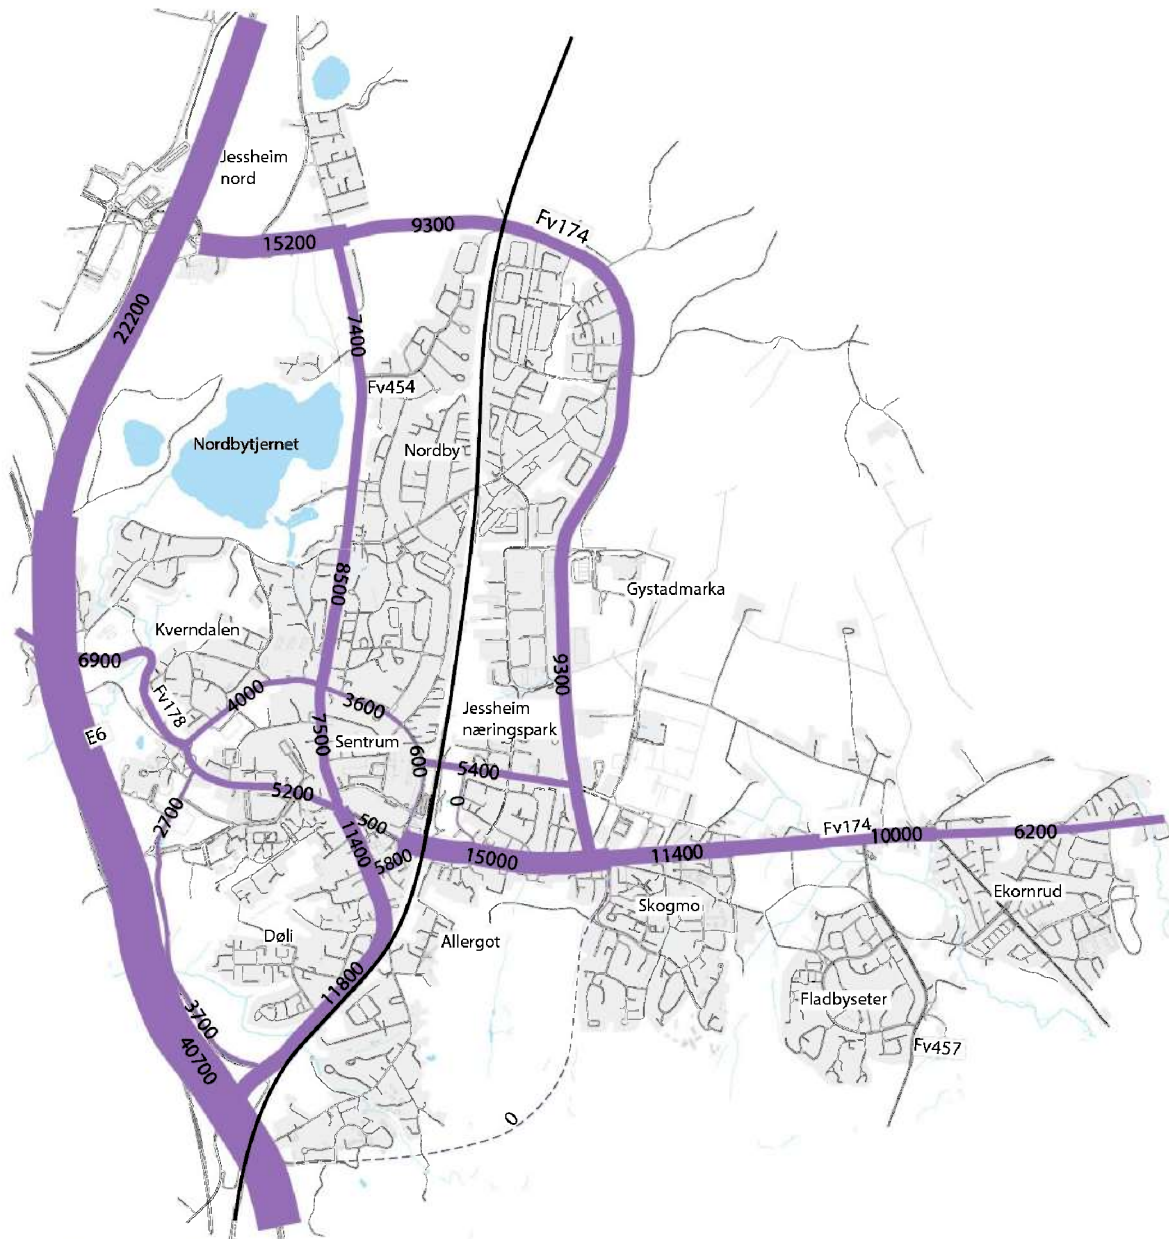 Jessheim
nord
Fv174
9300
15200
22200
7400
Fv454
Nordbytjernet
Nordby
8500
Gystadmarka
Kverndalen
6900
9300
Fv178
4000
3600
Jessheim
næringspark
E6
7500
Sentrum
600
5400
5200
0
2700
500
11400
5800
15000
11400
Fv174
10000
6200
Ekornrud
Skogmo
Døli
Allergot
11800
Fladbyseter
3700
40700
Fv457
0